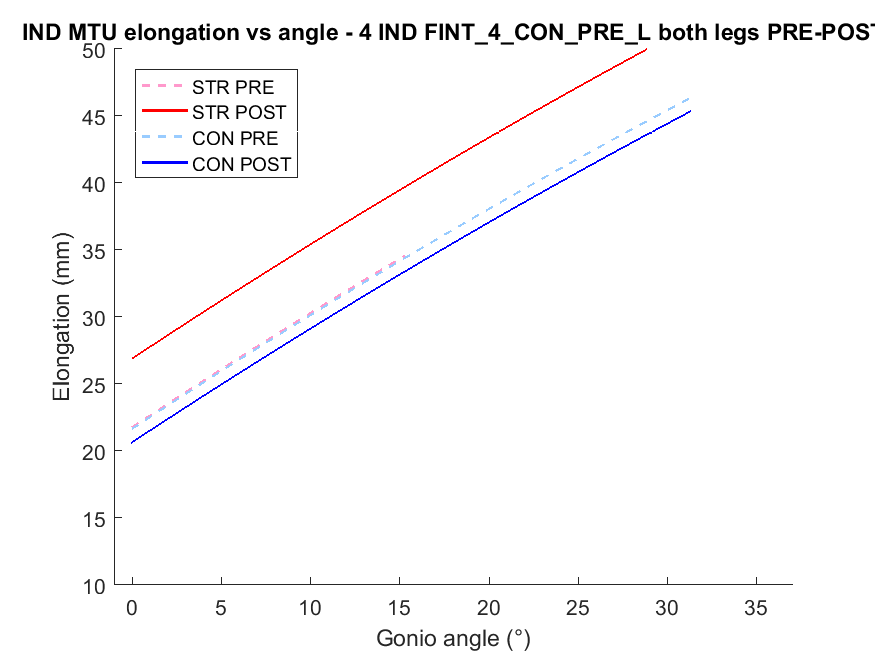 IND MTU elongation vs angle - 4 IND FINT_4_CON_PRE_L both legs PRE-POST
50
45
40
35
30
25
20
15
10
STR PRE
STR POST
CON PRE
CON POST
Elongation (mm)
0 5 10 15 20 25 30 35
Gonio angle (°)